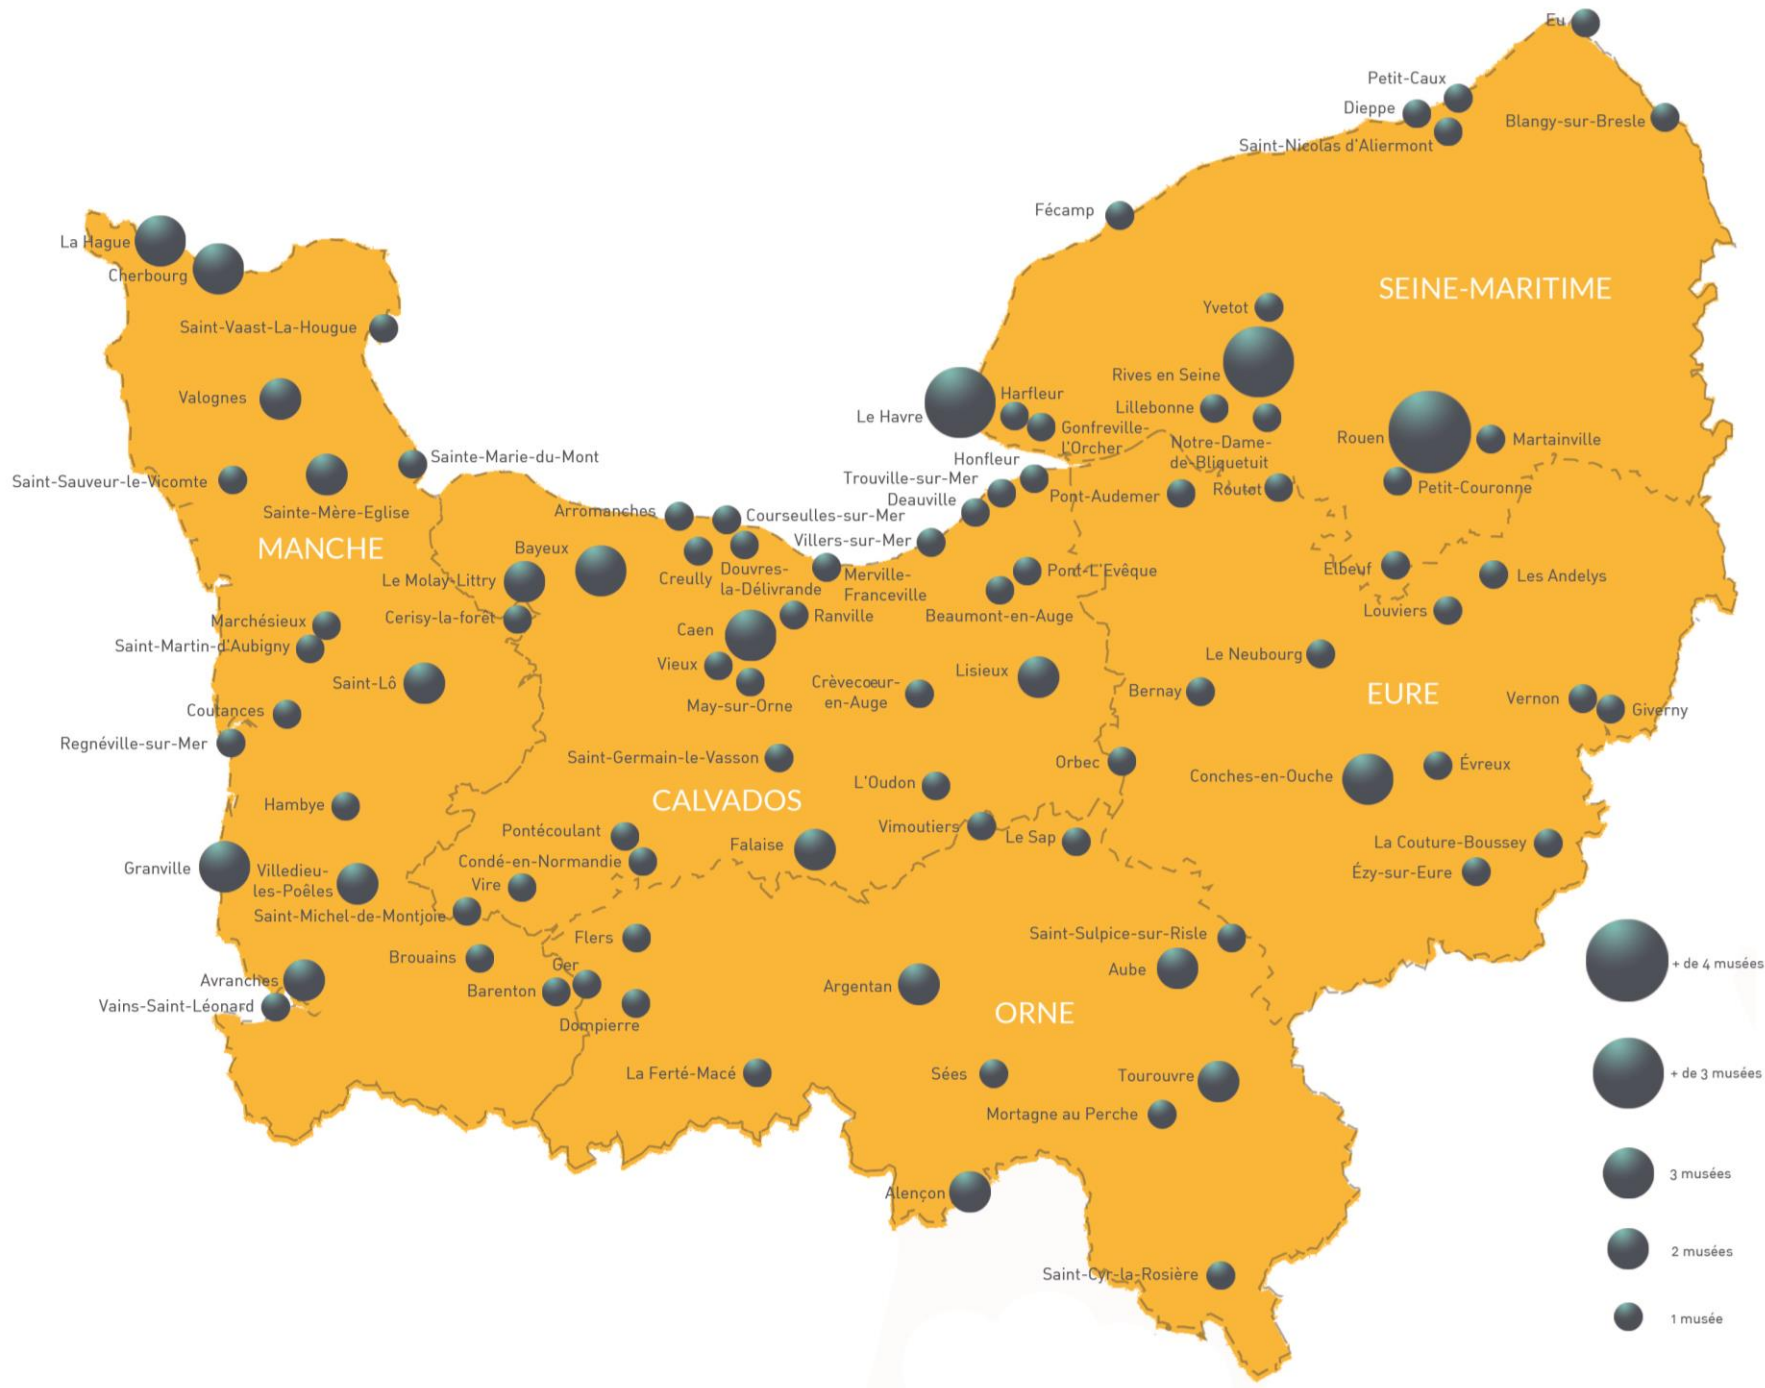 Eu
Petit-Caux
Dieppe
Blangy-sur-Bresle
Saint-Nicolas d'Aliermont
Fécamp
La Hague
Cherbourg
SEINE-MARITIME
Yvetot
Saint-Vaast-La-Hougue
Rives en Seine
Valognes
Harfleur
Lillebonne
Le Havre
Gonfreville-
l'Orcher
Rouen
Martainville
Notre-Dame-
de-Bliquetuit
Sainte-Marie-du-Mont
Honfleur
Trouville-sur-Mer
Saint-Sauveur-le-Vicomte
Deauville
Pont-Audemer
Routot
Petit-Couronne
Sainte-Mère-Eglise
Arromanches
Courseulles-sur-Mer
Villers-sur-Mer
MANCHE
Bayeux
Le Molay-Littry
Creully
Douvres-
la-Délivrande
Merville-
Franceville
Pont-L'Evêque
Elbeuf
Les Andelys
Cerisy-la-forêt
Ranville
Beaumont-en-Auge
Louviers
Marchésieux
Saint-Martin-d'Aubigny
Caen
Vieux
Le Neubourg
Saint-Lô
Crèvecœur-
en-Auge
Lisieux
Bernay
EURE
Vernon
Giverny
May-sur-Orne
Coutances
Regnéville-sur-Mer
Saint-Germain-le-Vasson
Orbec
Évreux
Conches-en-Ouche
L'Oudon
CALVADOS
Hambye
Pontécoulant
Vimoutiers
Le Sap
Falaise
La Couture-Boussey
Condé-en-Normandie
Granville
Villedieu-
les-Poêles
Vire
Ézy-sur-Eure
Saint-Michel-de-Montjoie
Flers
Saint-Sulpice-sur-Risle
Brouains
Ger
Aube
+ de 4 musées
Avranches
Barenton
Argentan
Vains-Saint-Léonard
ORNE
Dompierre
La Ferté-Macé
Sées
Tourouvre
+ de 3 musées
Mortagne au Perche
3 musées
Alençon
2 musées
Saint-Cyr-la-Rosière
1 musée